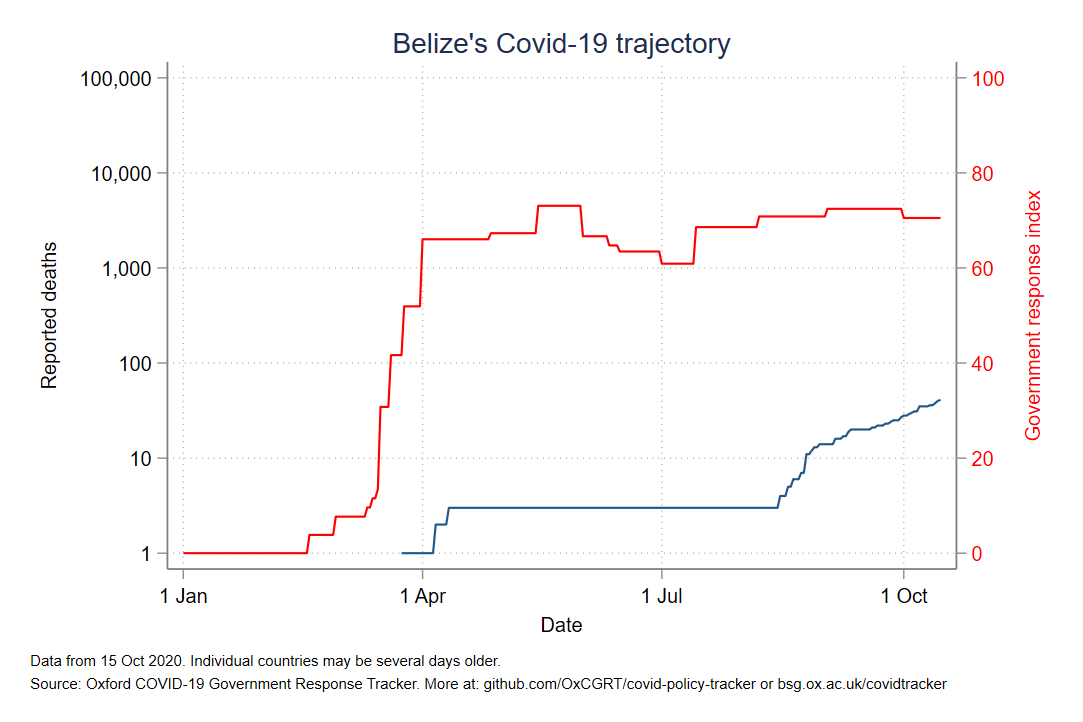 Belize's Covid-19 trajectory
100,000
10,000
1,000
100
10
1
Reported deaths
100
80
60
40
20
0
Government response index
1 Jan
1 Apr
1 Jul
1 Oct
Date
Data from 15 Oct 2020. Individual countries may be several days older.
Source: Oxford COVID-19 Government Response Tracker. More at: github.com/OxCGRT/covid-policy-tracker or bsg.ox.ac.uk/covidtracker